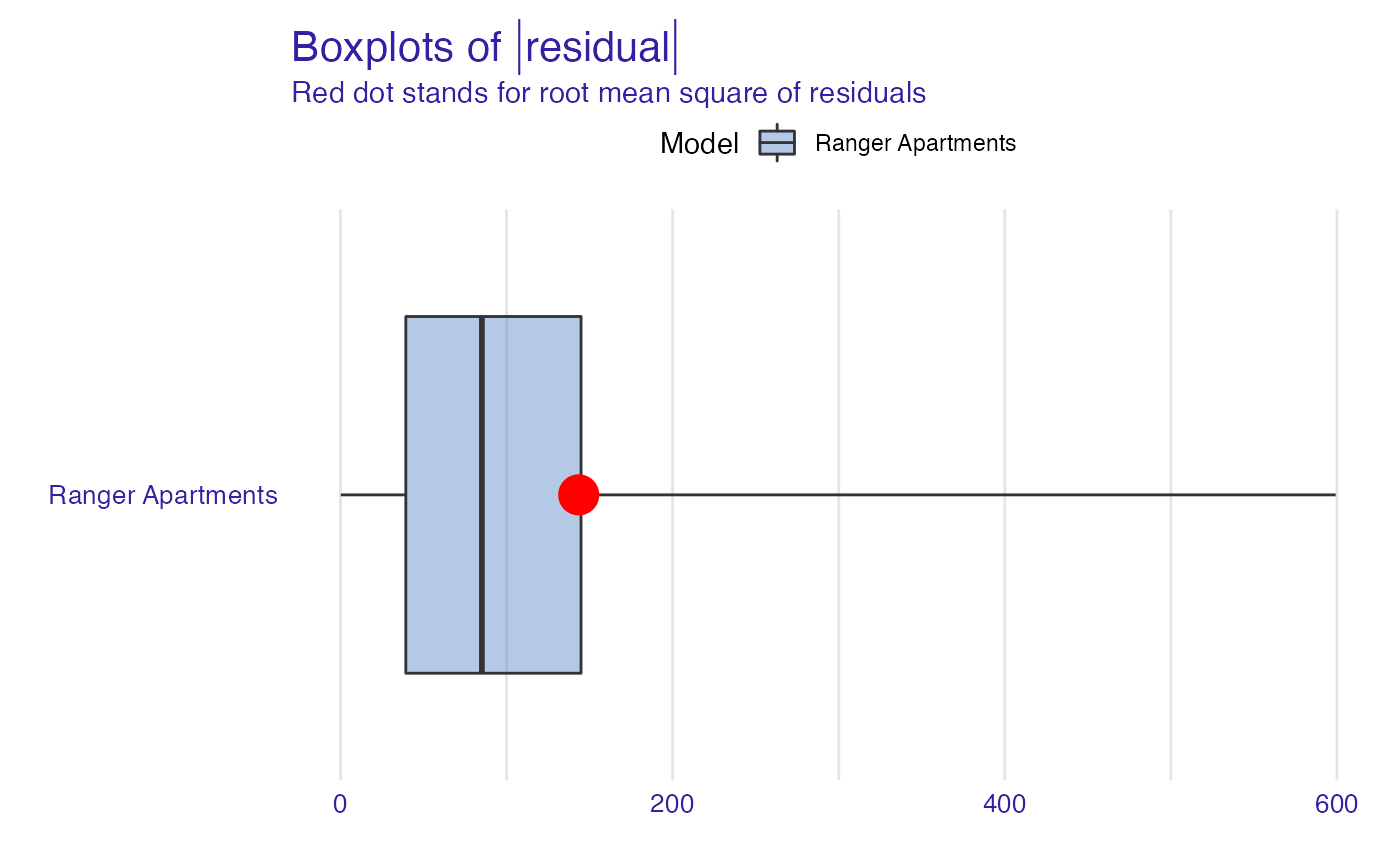 Boxplots of |residual|
Red dot stands for root mean square of residuals
Model Ranger Apartments
Ranger Apartments
0 200 400 600